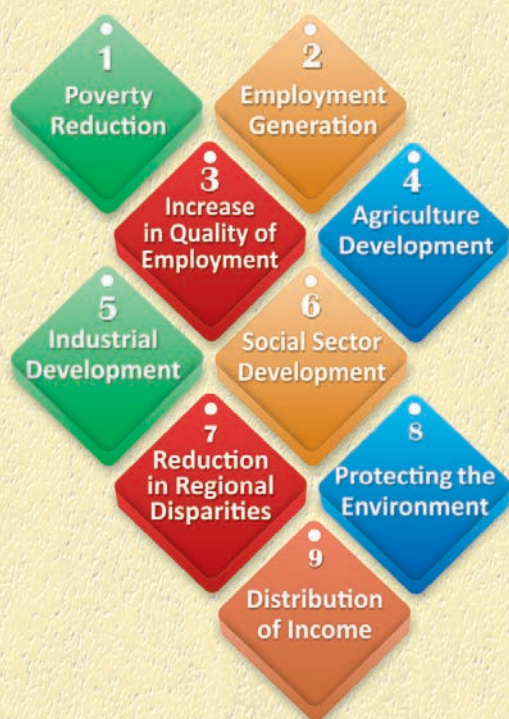 1
Poverty
Reduction
2
Employment
Generation
3
Increase
in Quality of
Employment
4
Agriculture
Development
5
Industrial
Development
6
Social Sector
Development
7
Reduction
in Regional
Disparities
8
Protecting the
Environment
9
Distribution
of Income